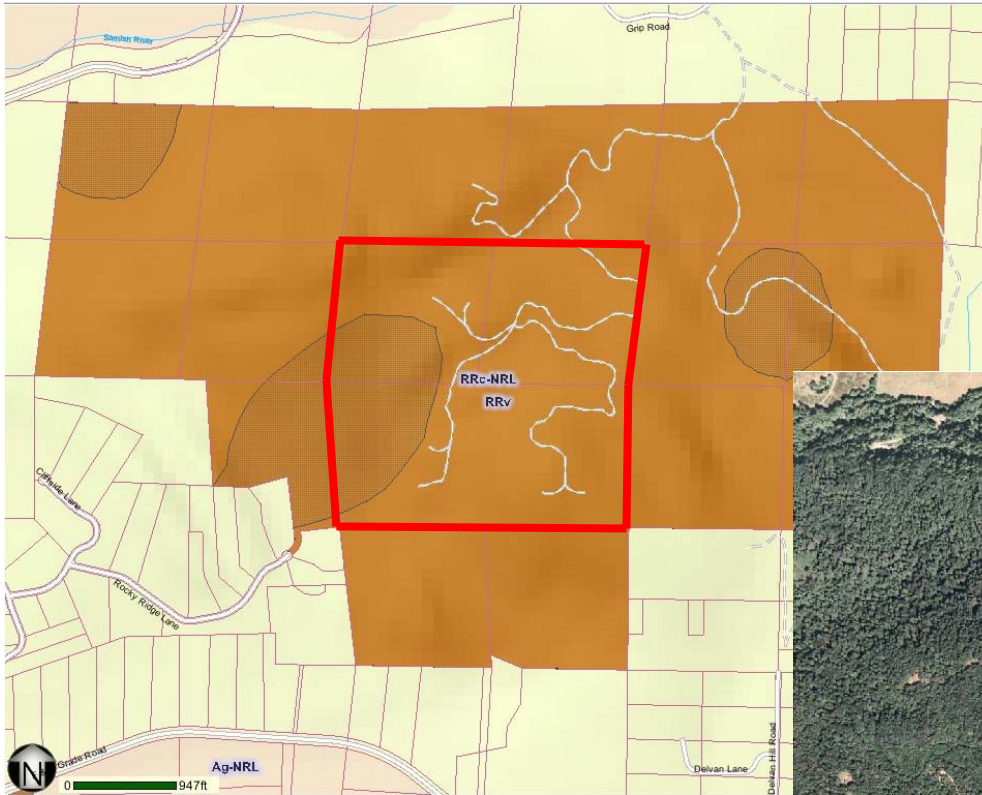 Samish River
Grip Road
RRc-NRL
RRv
Cliffside Lane
Rocky Ridge Lane
Grade Road
Ag-NRL
Delvan Lane
Delvan Hill Road
N
0 947ft